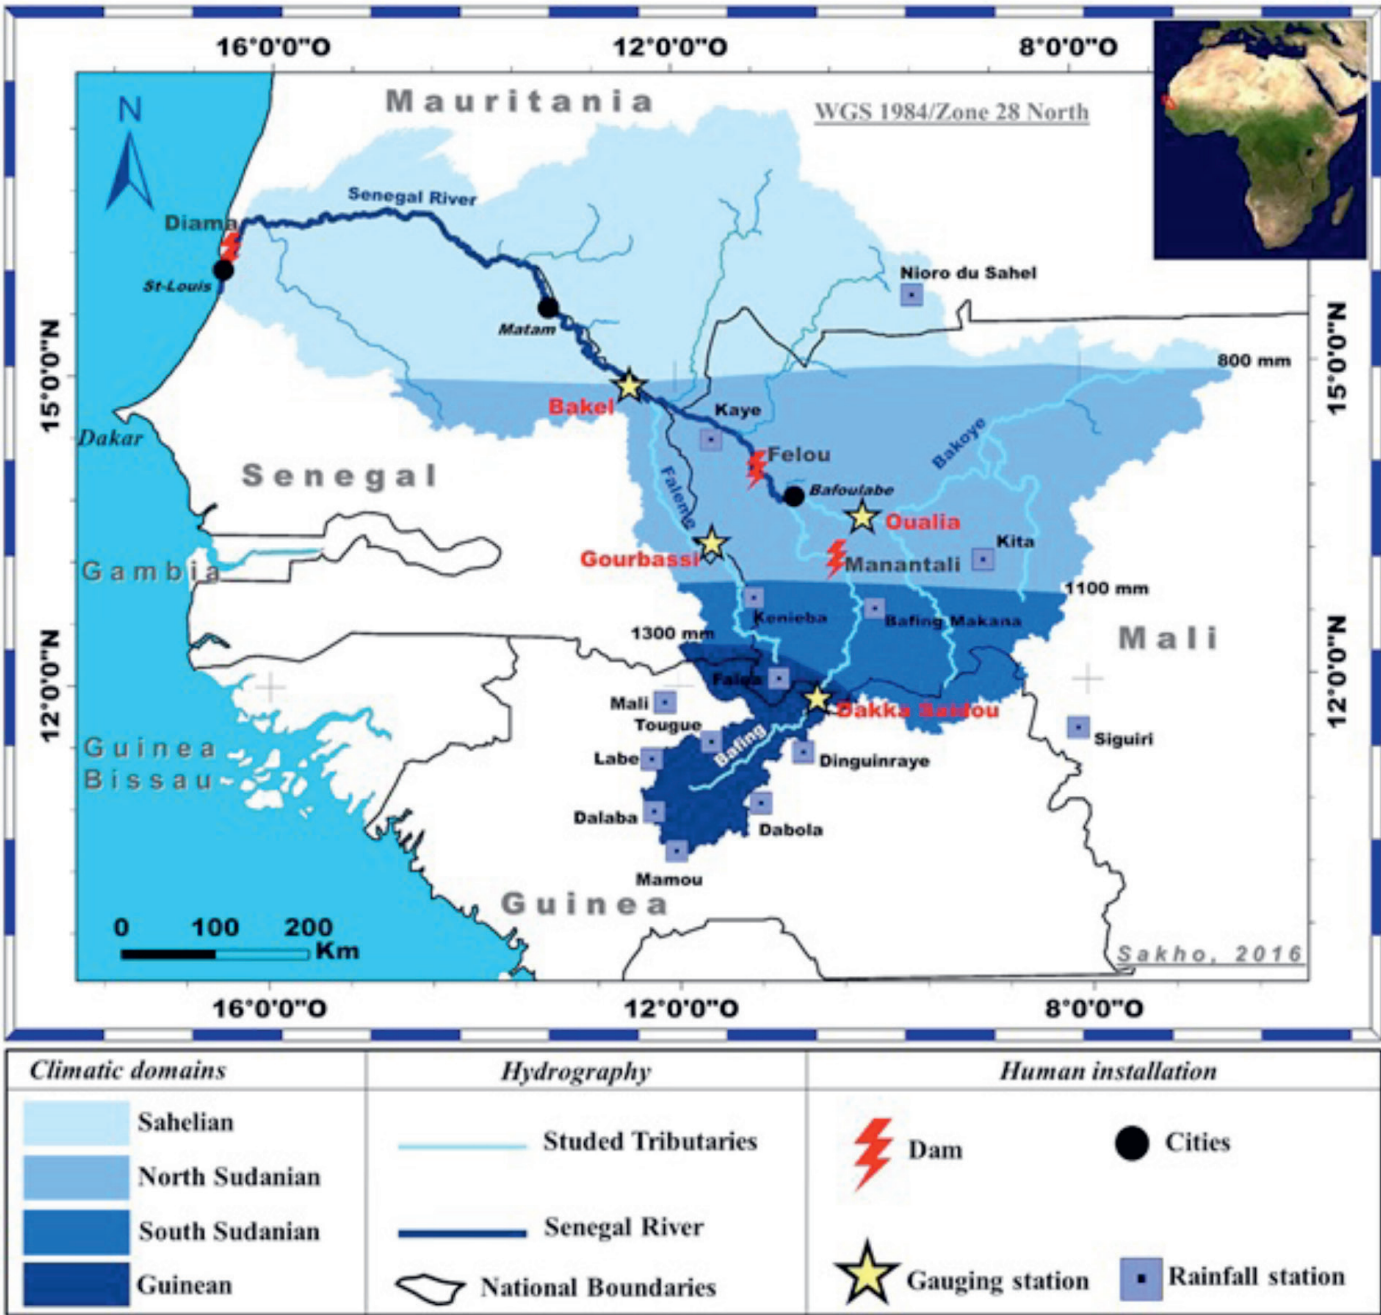 16°0'0"O 12°0'0"O 8°0'0"O
Mauritania
WGS 1984/Zone 28 North
N
Senegal River
Diama
St-Louis
Nioro du Sahel
Matam
15°0'0"N
15°0'0"N
800 mm
Bakel
Kaye
Dakar
Felou
Bakoye
Senegal
Faleme
Bafoulabe
Oualia
Kita
Gourbassi
Manantali
Gambia
1100 mm
Kenieba
Bafing Makana
1300 mm
Mali
12°0'0"N
12°0'0"N
Falea
Mali
Dakka Saidou
Tougue
Bafing
Siguiri
Guinea
Bissau
Labe
Dinguinraye
Dalaba
Dabola
Mamou
Guinea
0 100 200
Km
Sakho, 2016
16°0'0"O 12°0'0"O 8°0'0"O
Climatic domains
Sahelian
North Sudanian
South Sudanian
Guinean
Hydrography
Studed Tributaries
Senegal River
National Boundaries
Human installation
Dam
Cities
Gauging station
Rainfall station